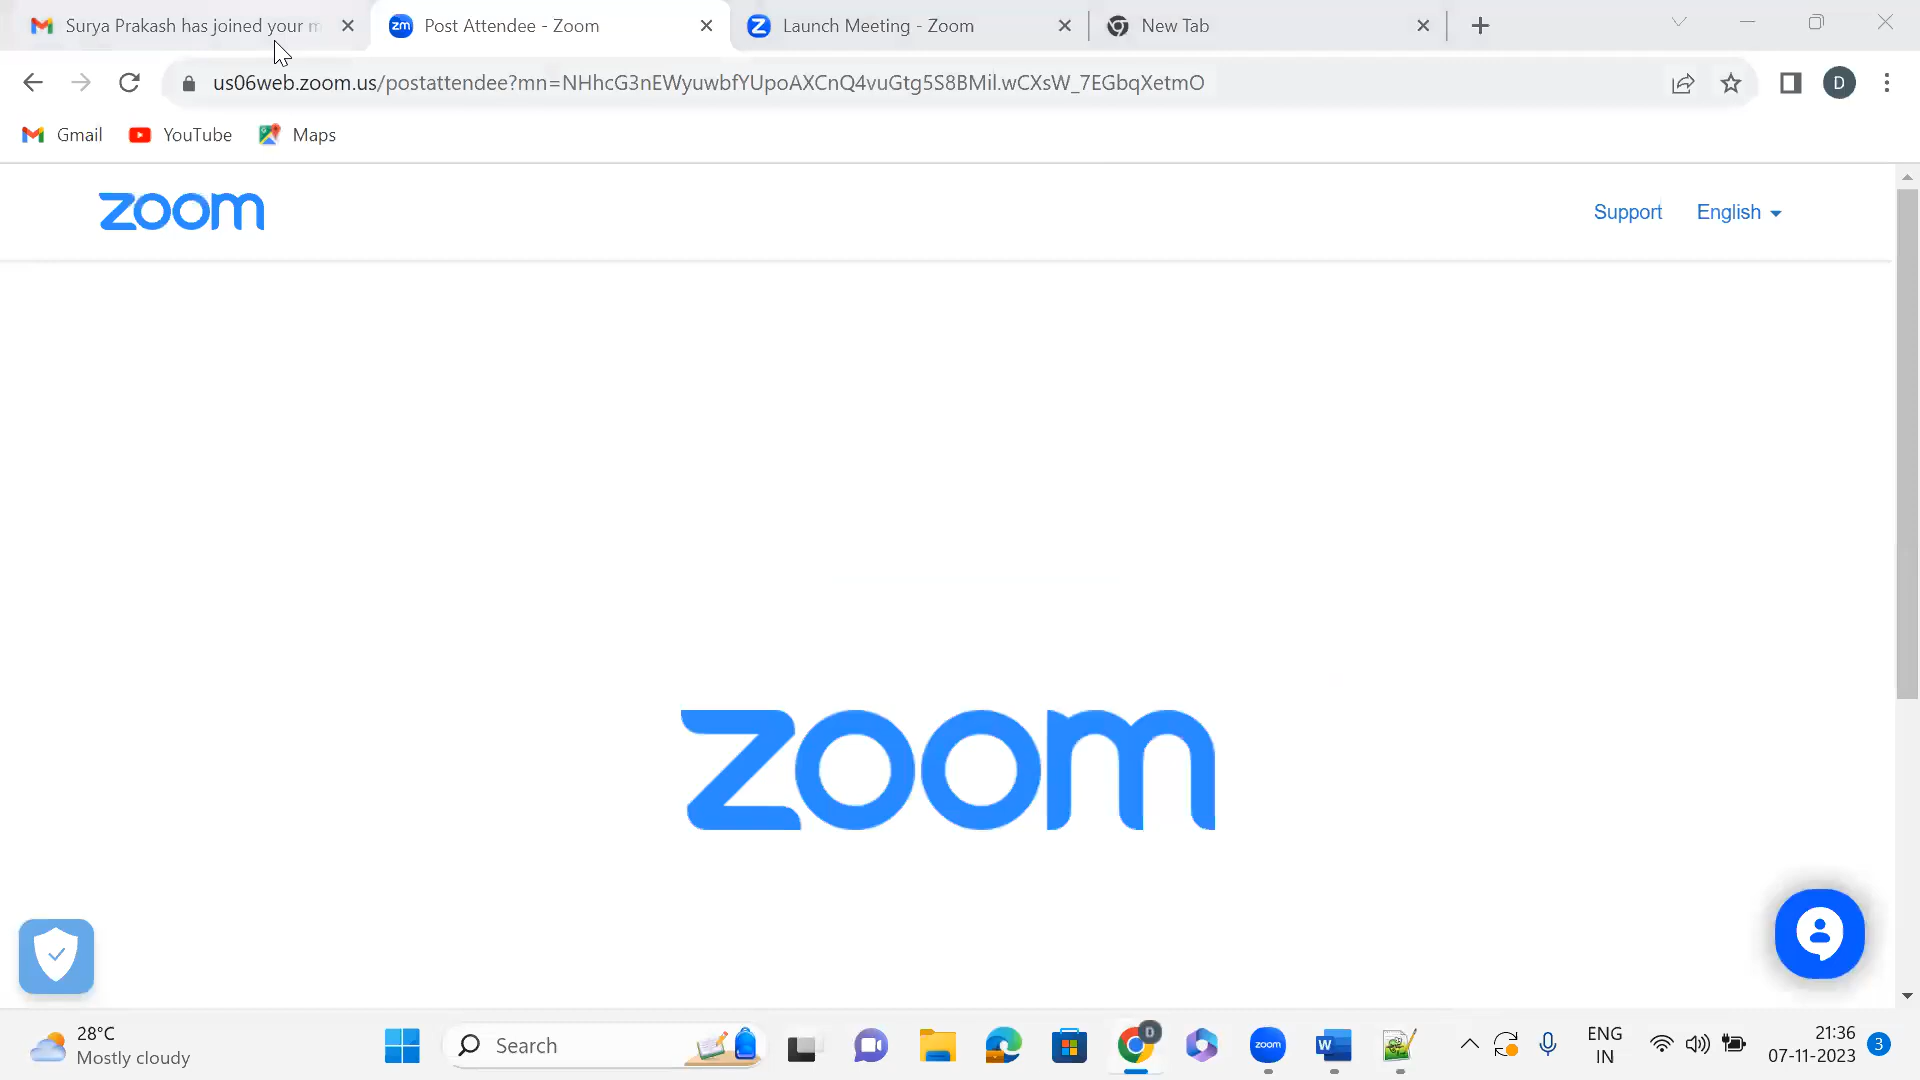 Surya Prakash has joined your m
Post Attendee - Zoom
Launch Meeting - Zoom
New Tab
us06web.zoom.us/postattendee?mn=NHhcG3nEWyuwbfYUpoAXCnQ4vuGtg5S8BMil.wCXsW_7EGbqXetmO
D
Gmail
YouTube
Maps
zoom
Support
English
zoom
28°C
Mostly cloudy
Search
D
zoom
W
ENG
IN
21:36
07-11-2023
3